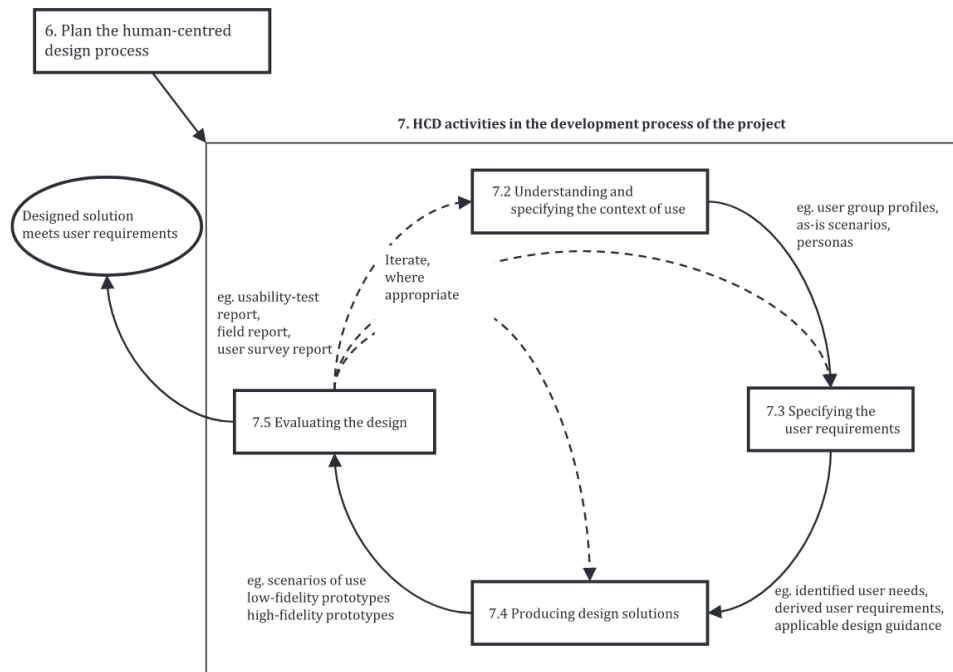 6. Plan the human-centred
design process
7. HCD activities in the development process of the project
7.2 Understanding and
specifying the context of use
Designed solution
meets user requirements
eg. user group profiles,
as-is scenarios,
personas
Iterate,
where
appropriate
eg. usability-test
report,
field report,
user survey report
7.5 Evaluating the design
7.3 Specifying the
user requirements
eg. scenarios of use
low-fidelity prototypes
high-fidelity prototypes
7.4 Producing design solutions
eg. identified user needs,
derived user requirements,
applicable design guidance